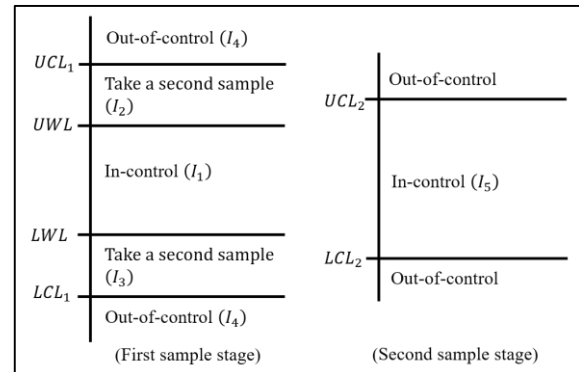 Out-of-control (I₄)
UCL₁
Take a second sample
(I₂)
UWL
In-control (I₁)
LWL
Take a second sample
(I₃)
LCL₁
Out-of-control (I₄)
(First sample stage)
Out-of-control
UCL₂
In-control (I₅)
LCL₂
Out-of-control
(Second sample stage)